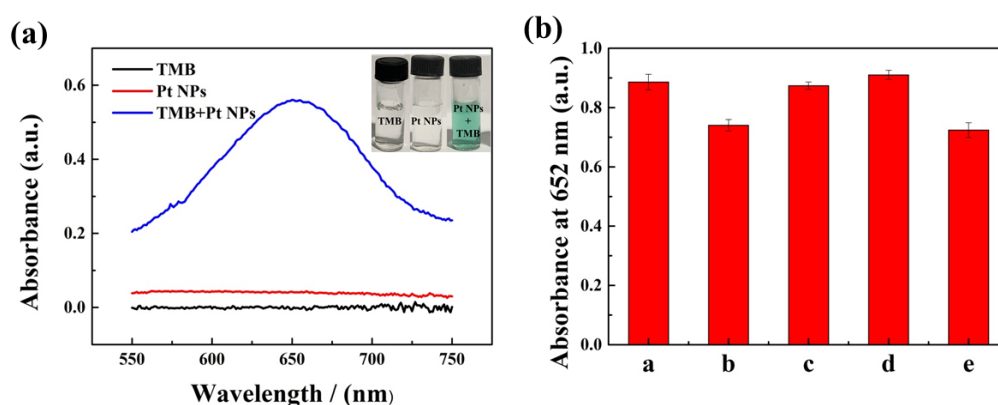 (a)
Absorbance (a.u.)
0.6
0.4
0.2
0.0
550
600
650
700
750
Wavelength / (nm)
TMB
Pt NPs
TMB+Pt NPs
TMB
Pt NPs
Pt NPs
+
TMB
(b)
Absorbance at 652 nm (a.u.)
1.0
0.8
0.6
0.4
0.2
0.0
a
b
c
d
e